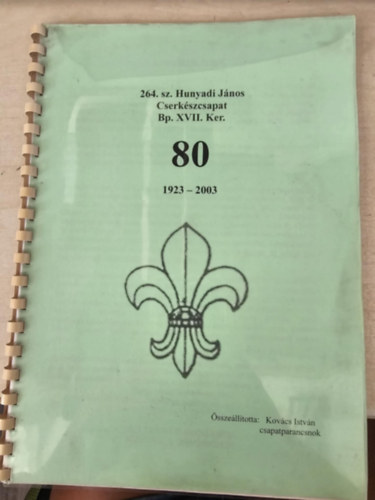 264. sz. Hunyadi János
Cserkészcsapat
Bp. XVII. Ker.
80
1923 – 2003
Összeállította: Kovács István
csapatparancsnok